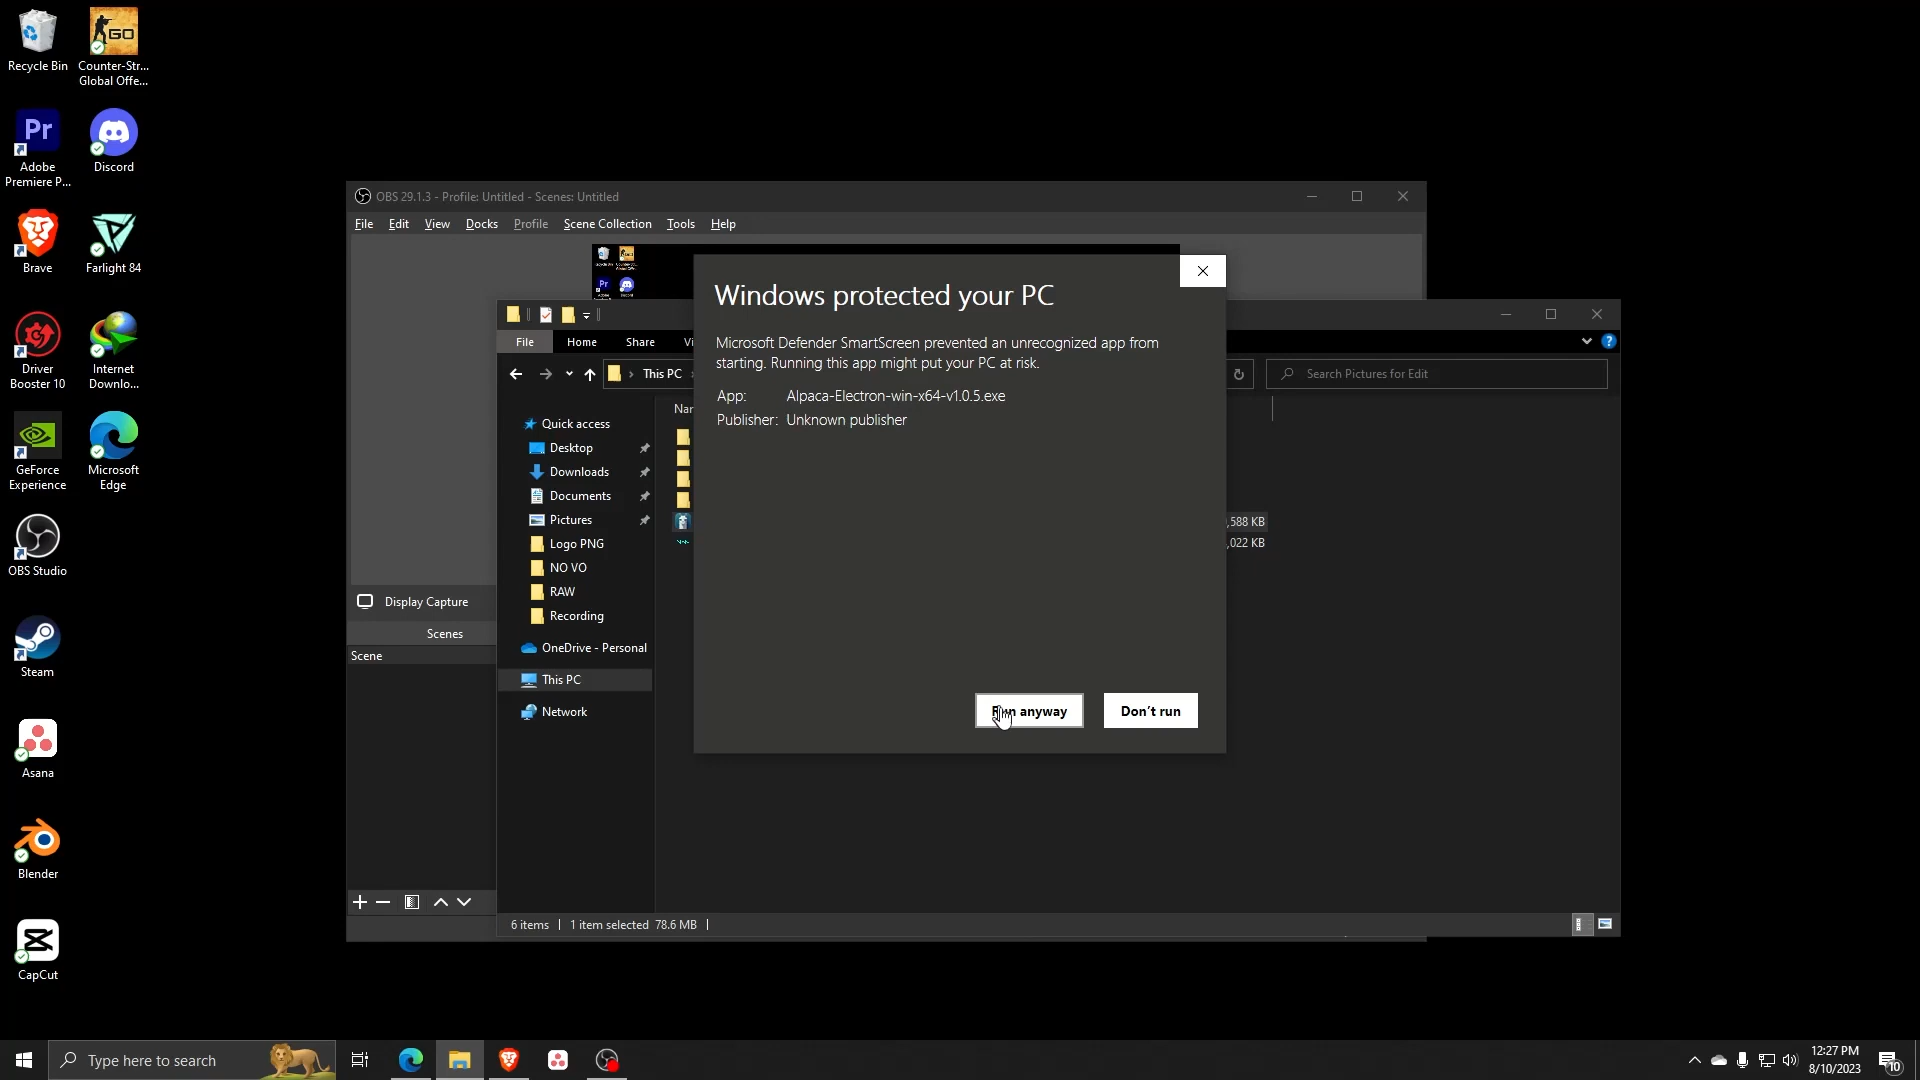 Recycle Bin
Counter-Str...
Global Offe...
Pr
Adobe
Premiere P...
Discord
Brave
Farlight 84
Driver
Booster 10
Internet
Downlo...
GeForce
Experience
Microsoft
Edge
OBS Studio
Steam
Asana
Blender
CapCut
OBS 29.1.3 - Profile: Untitled - Scenes: Untitled
File Edit View Docks Profile Scene Collection Tools Help
Display Capture
Scenes
Scene
File Home Share
This PC
Search Pictures for Edit
Quick access
Desktop
Downloads
Documents
Pictures
Logo PNG
NO VO
RAW
Recording
OneDrive - Personal
This PC
Network
,588 KB
,022 KB
6 items 1 item selected 78.6 MB
Windows protected your PC
Microsoft Defender SmartScreen prevented an unrecognized app from
starting. Running this app might put your PC at risk.
App: Alpaca-Electron-win-x64-v1.0.5.exe
Publisher: Unknown publisher
Run anyway
Don't run
Type here to search
12:27 PM
8/10/2023
10